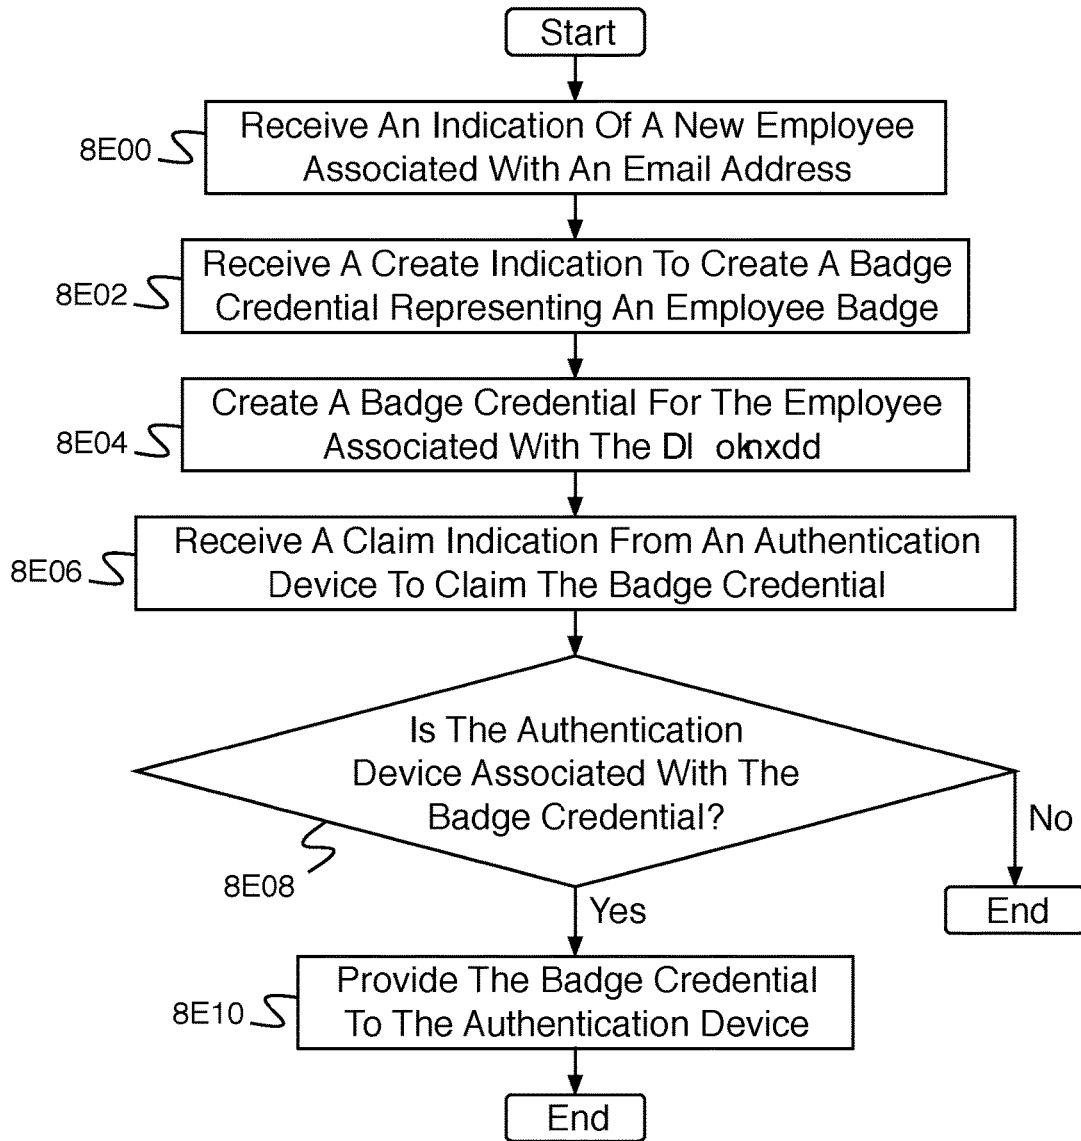 Start
8E00
Receive An Indication Of A New Employee
Associated With An Email Address
8E02
Receive A Create Indication To Create A Badge
Credential Representing An Employee Badge
8E04
Create A Badge Credential For The Employee
Associated With The
8E06
Receive A Claim Indication From An Authentication
Device To Claim The Badge Credential
Is The Authentication
Device Associated With The
Badge Credential?
8E08
No
End
Yes
8E10
Provide The Badge Credential
To The Authentication Device
End